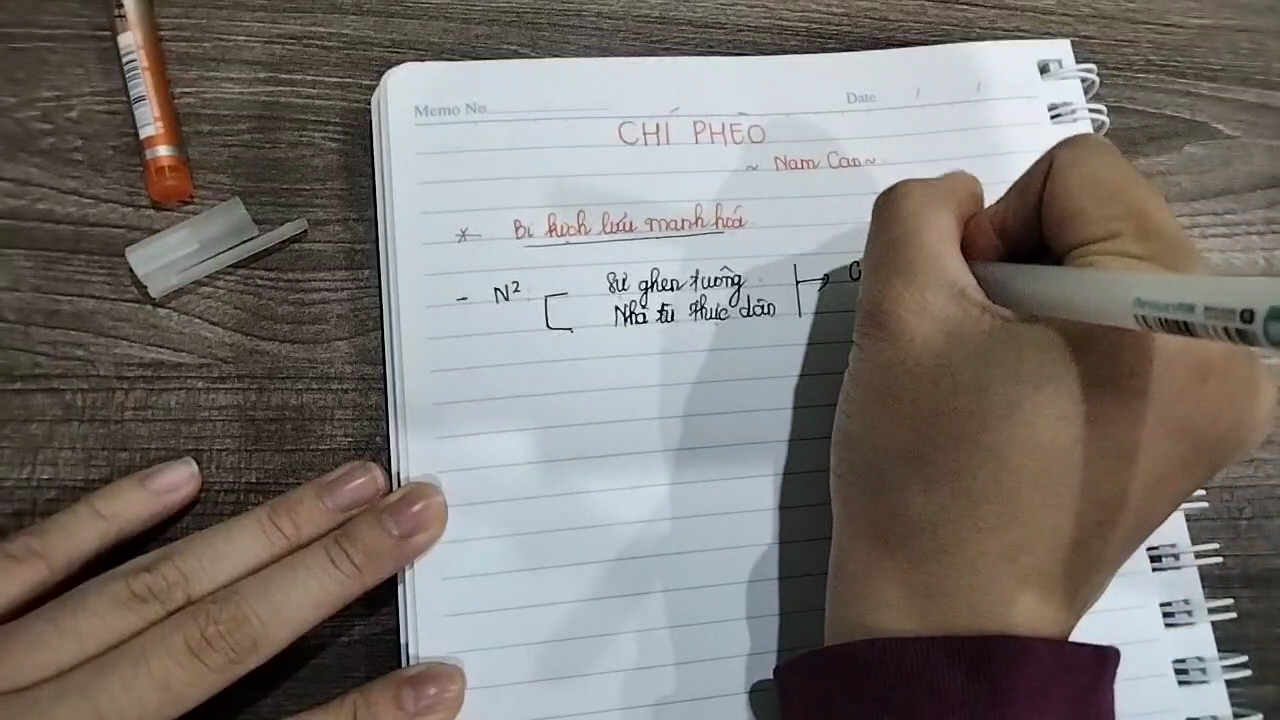 Memo No
Date / /
CHÍ PHÈO
~ Nam Cao ~
* Bi kịch lưu manh hoá
- N² [ Sự ghen tuông
Nhà tù thực dân